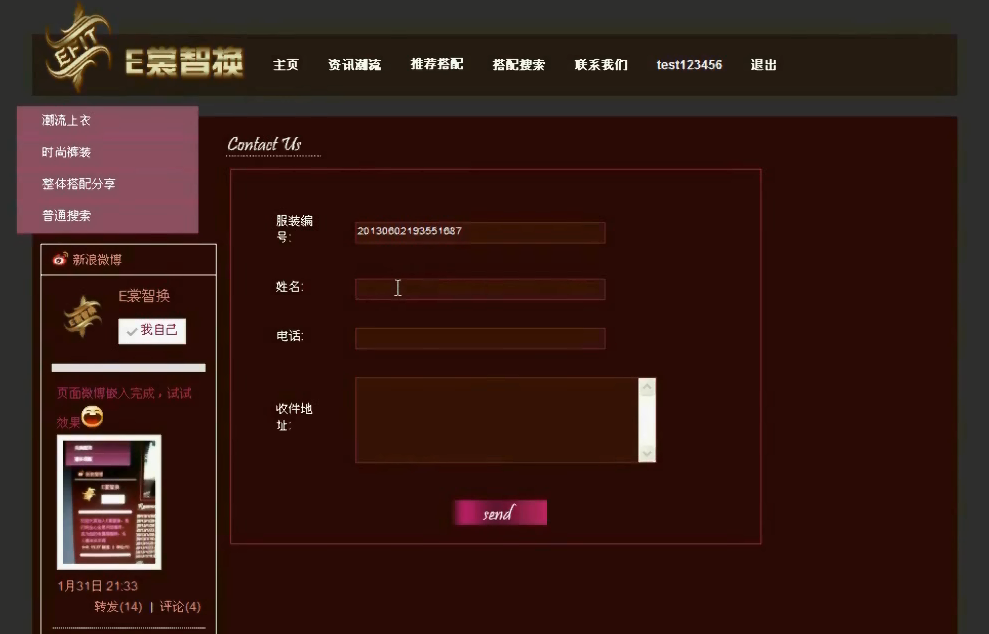 EFIT
E裳智换
主页 资讯潮流 推荐搭配 搭配搜索 联系我们 test123456 退出
潮流上衣
时尚裤装
整体搭配分享
普通搜索
Contact Us
服装编
号:
20130602193551687
姓名:
电话:
收件地
址:
send
新浪微博
E裳智换
我自己
页面微博嵌入完成，试试
效果
1月31日 21:33
转发(14) | 评论(4)